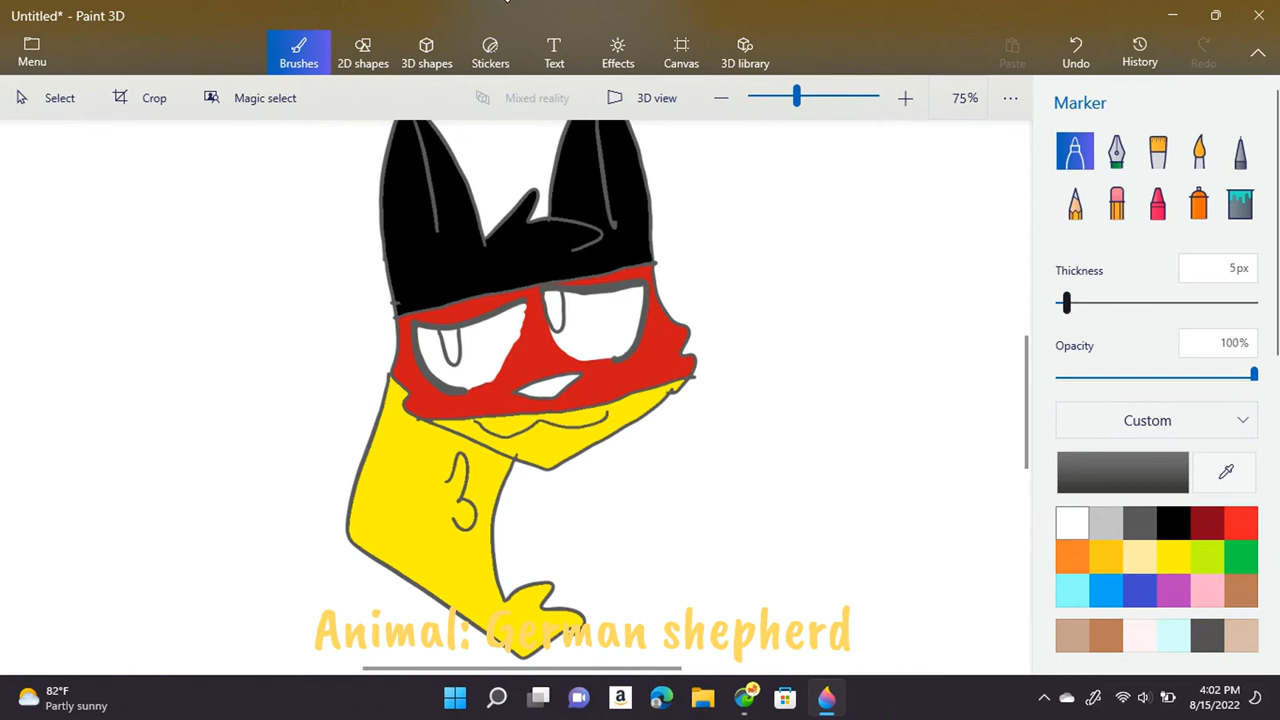 Untitled* - Paint 3D
Menu
Brushes
2D shapes
3D shapes
Stickers
Text
Effects
Canvas
3D library
Paste
Undo
History
Redo
Select
Crop
Magic select
Mixed reality
3D view
75%
Marker
Thickness
5px
Opacity
100%
Custom
3
Animal: German shepherd
82°F
Partly sunny
a
4:02 PM
8/15/2022